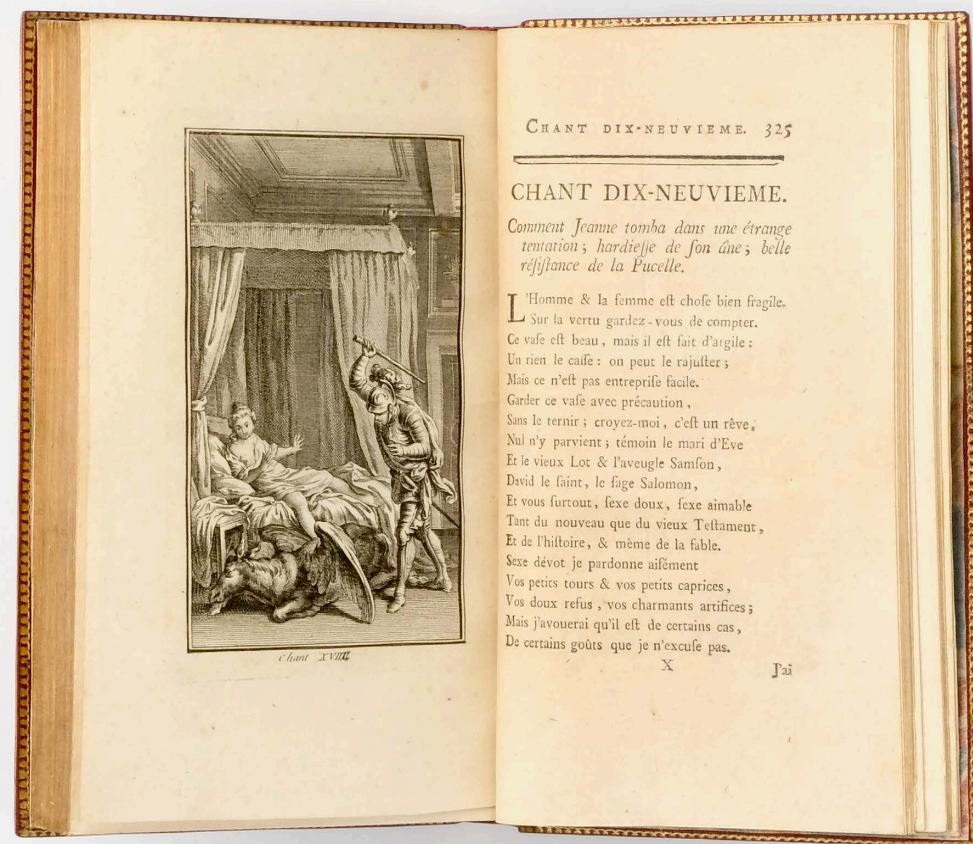 Chant XVIIII
CHANT DIX-NEUVIEME. 325
CHANT DIX-NEUVIEME.
Comment Jeanne tomba dans une étrange
tentation ; hardieſſe de ſon âne ; belle
réſiſtance de la Pucelle.
L'Homme & la femme eſt choſe bien fragile.
Sur la vertu gardez-vous de compter.
Ce vaſe eſt beau, mais il eſt fait d'argile :
Un rien le caſſe : on peut le rajuſter ;
Mais ce n'eſt pas entrepriſe facile.
Garder ce vaſe avec précaution,
Sans le ternir ; croyez-moi, c'eſt un rêve,
Nul n'y parvient ; témoin le mari d'Eve
Et le vieux Lot & l'aveugle Samſon,
David le ſaint, le ſage Salomon,
Et vous ſurtout, ſexe doux, ſexe aimable
Tant du nouveau que du vieux Teſtament,
Et de l'hiſtoire, & même de la fable.
Sexe dévot je pardonne aiſément
Vos petits tours & vos petits caprices,
Vos doux refus, vos charmants artifices ;
Mais j'avouerai qu'il eſt de certains cas,
De certains goûts que je n'excuſe pas.
X
J'ai